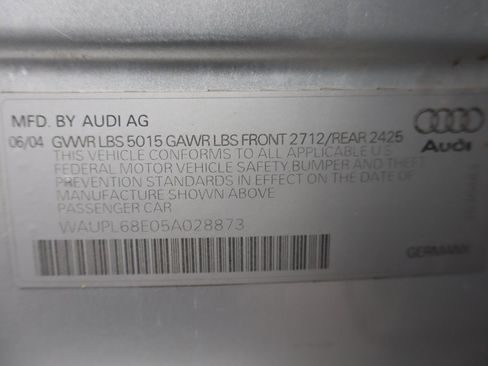 MFD. BY AUDI AG
06/04 GVWR LBS 5015 GAWR LBS FRONT 2712/REAR 2425
THIS VEHICLE CONFORMS TO ALL APPLICABLE U.S.
FEDERAL MOTOR VEHICLE SAFETY, BUMPER AND THEFT
PREVENTION STANDARDS IN EFFECT ON THE DATE OF
MANUFACTURE SHOWN ABOVE
PASSENGER CAR
WAUPL68E05A028873
Audi
GERMANY